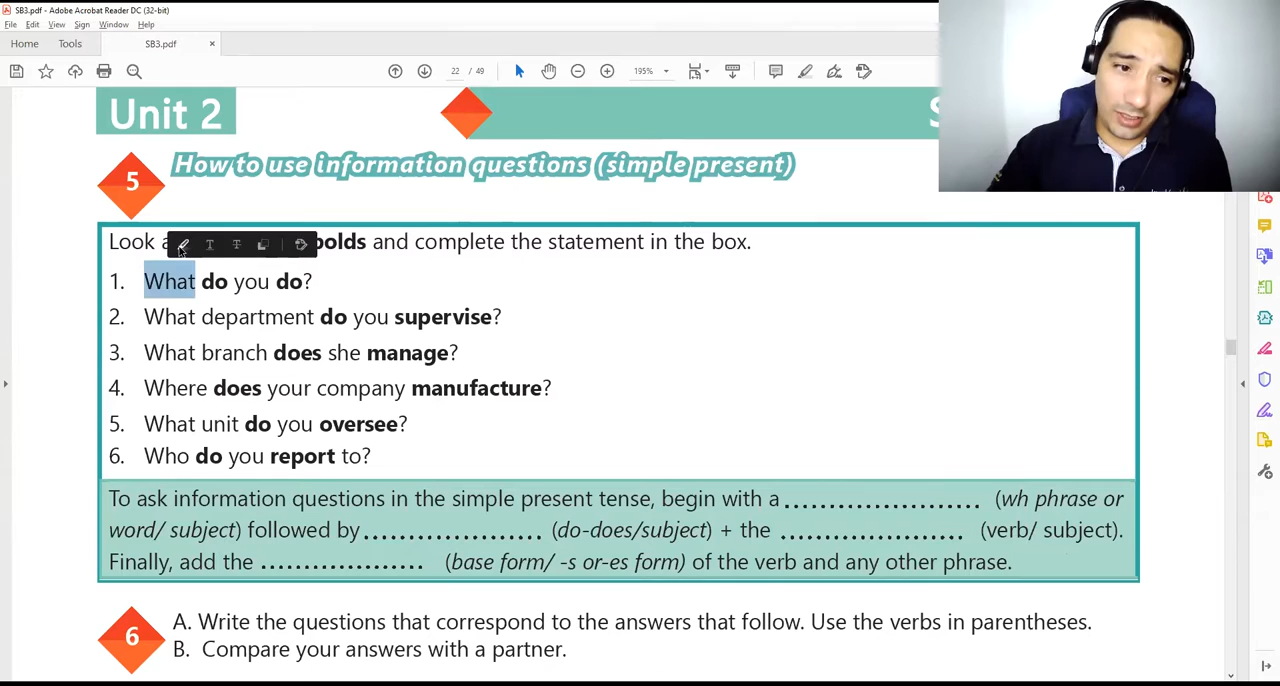 SB3.pdf - Adobe Acrobat Reader DC (32-bit)
File Edit View Sign Window Help
Home Tools SB3.pdf ×
22 / 49 195%
Unit 2
5 How to use information questions (simple present)
Look bolds and complete the statement in the box.
1. What do you do?
2. What department do you supervise?
3. What branch does she manage?
4. Where does your company manufacture?
5. What unit do you oversee?
6. Who do you report to?
To ask information questions in the simple present tense, begin with a ...................... (wh phrase or
word/ subject) followed by .................... (do-does/subject) + the .................... (verb/ subject).
Finally, add the .................. (base form/ -s or-es form) of the verb and any other phrase.
6 A. Write the questions that correspond to the answers that follow. Use the verbs in parentheses.
B. Compare your answers with a partner.